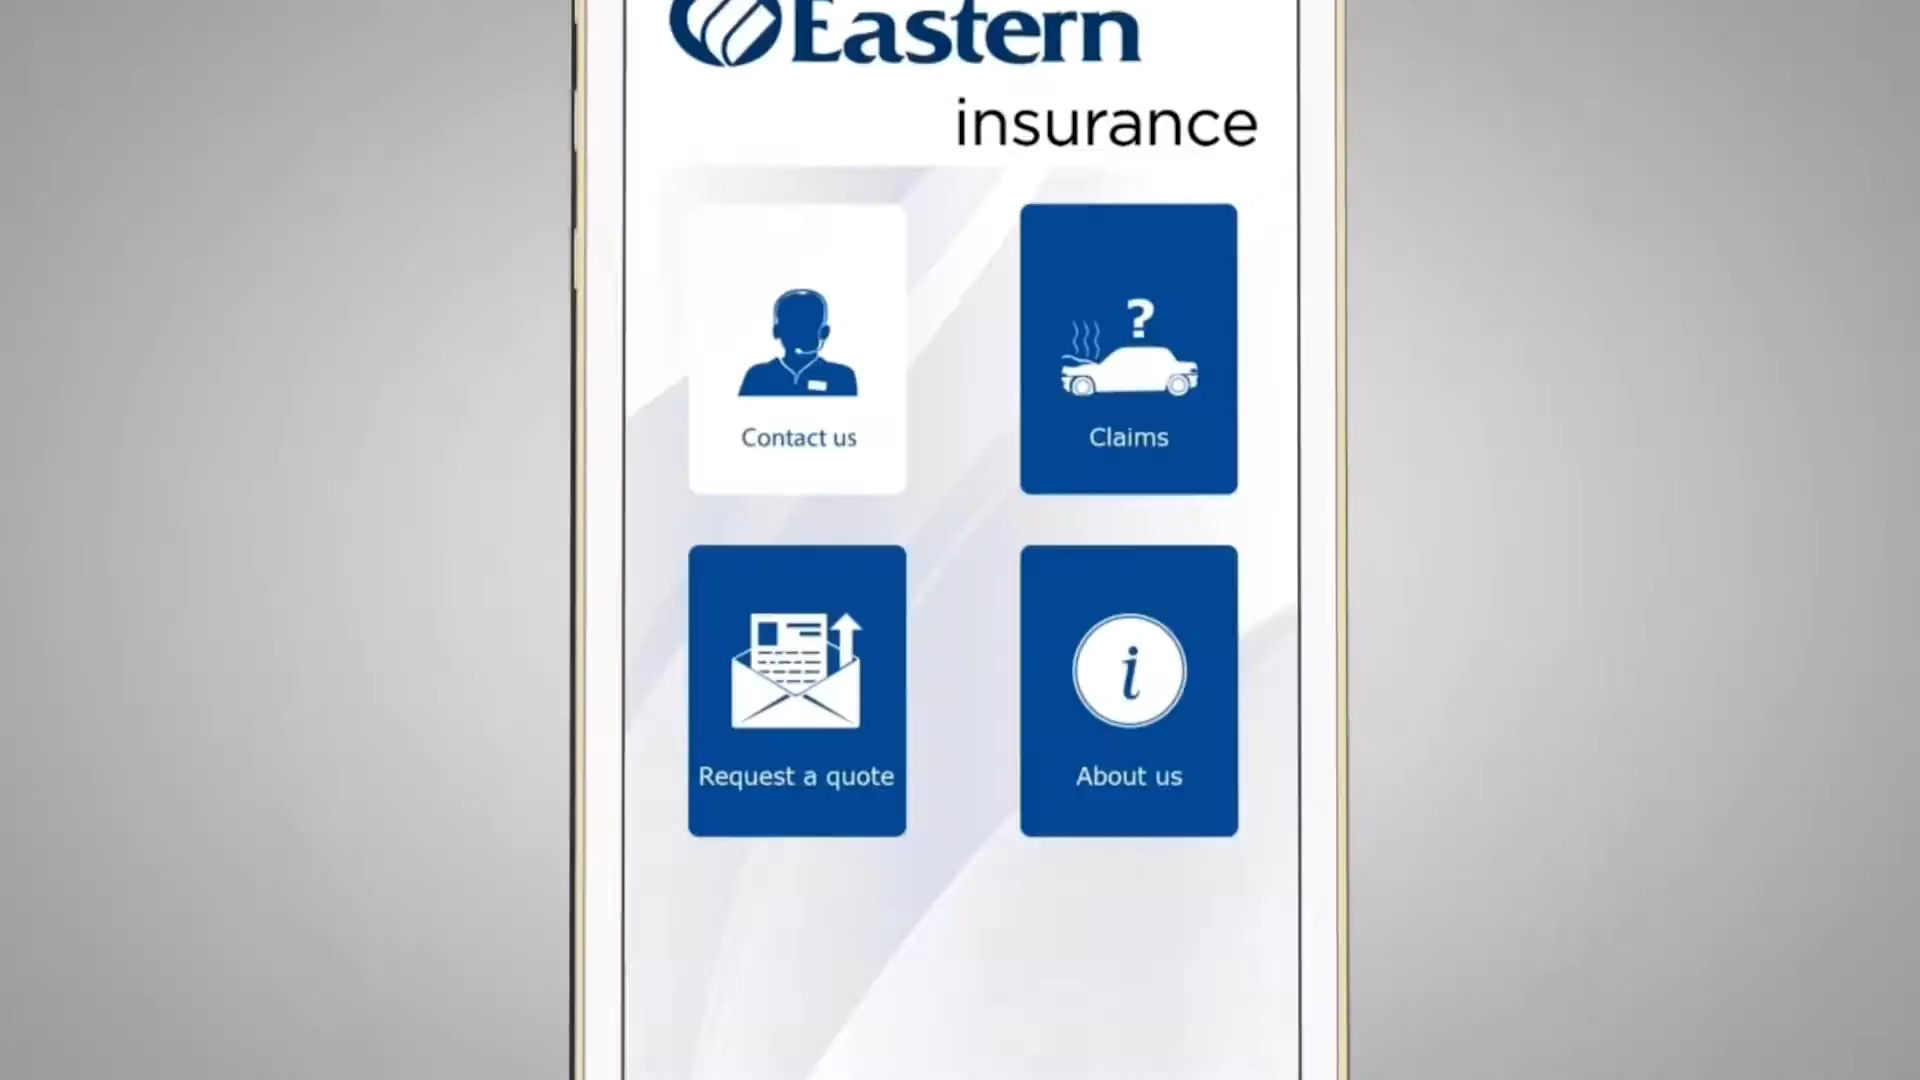 Eastern
insurance
?
Contact us
Claims
i
Request a quote
About us